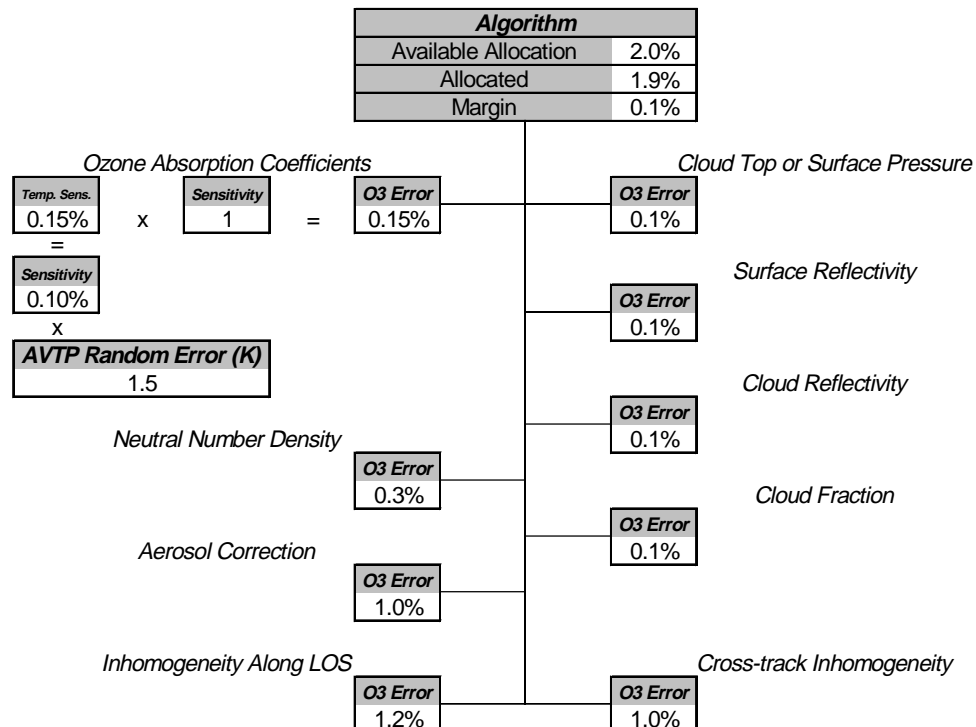 Algorithm
Available Allocation 2.0%
Allocated 1.9%
Margin 0.1%
Ozone Absorption Coefficients
Temp. Sens.
0.15%
x
Sensitivity
1
=
O3 Error
0.15%
=
Sensitivity
0.10%
x
AVTP Random Error (K)
1.5
Cloud Top or Surface Pressure
O3 Error
0.1%
Surface Reflectivity
O3 Error
0.1%
Cloud Reflectivity
O3 Error
0.1%
Neutral Number Density
O3 Error
0.3%
Cloud Fraction
O3 Error
0.1%
Aerosol Correction
O3 Error
1.0%
Inhomogeneity Along LOS
O3 Error
1.2%
Cross-track Inhomogeneity
O3 Error
1.0%